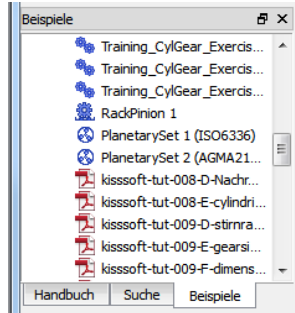 Beispiele
Training_CylGear_Exercis...
Training_CylGear_Exercis...
Training_CylGear_Exercis...
RackPinion 1
PlanetarySet 1 (ISO6336)
PlanetarySet 2 (AGMA21...
kisssoft-tut-008-D-Nachr...
kisssoft-tut-008-E-cylindri...
kisssoft-tut-009-D-stirnra...
kisssoft-tut-009-E-gearsi...
kisssoft-tut-009-F-dimens...
Handbuch Suche Beispiele